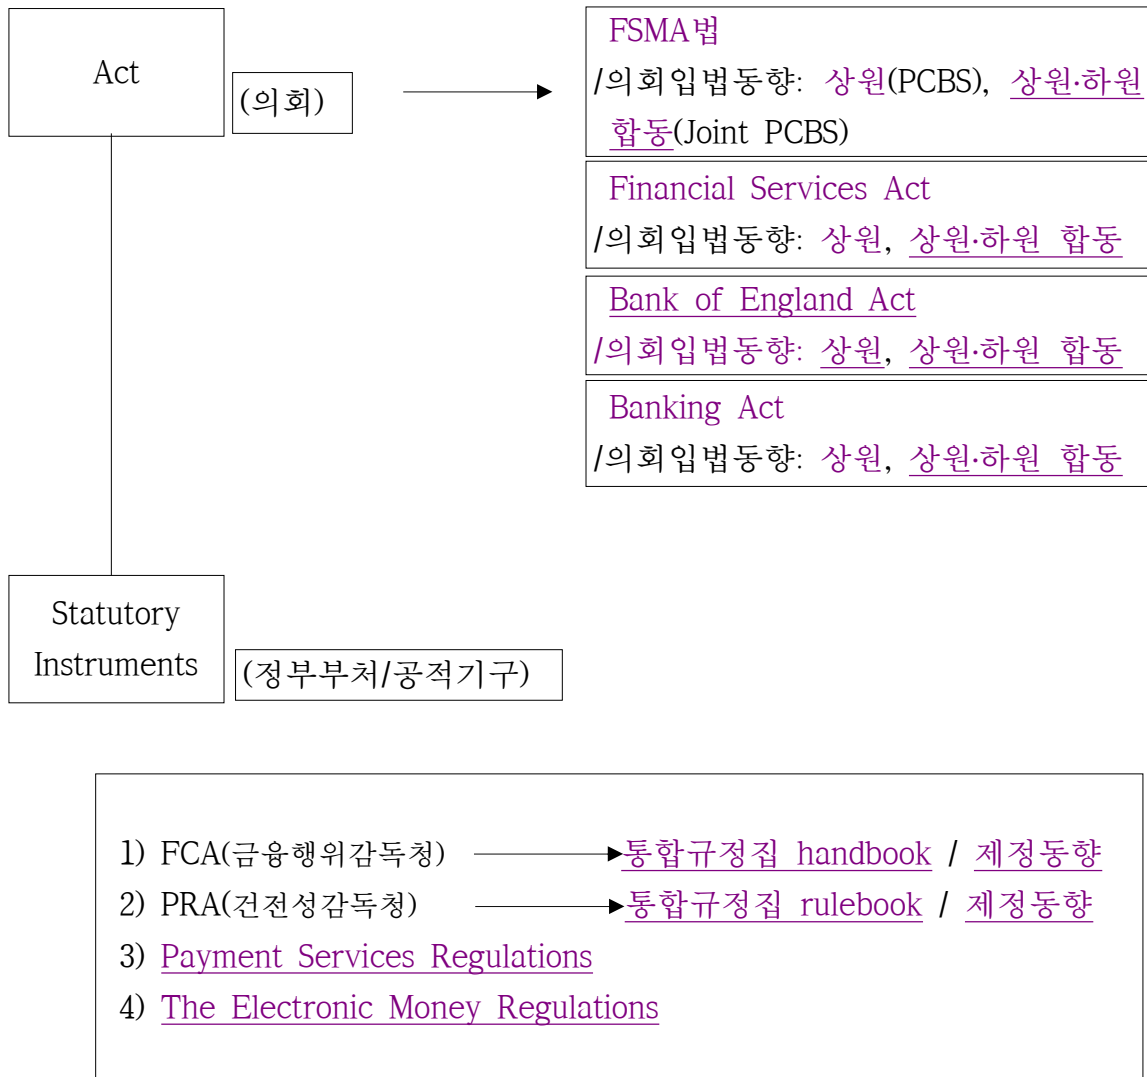 Act
(의회)
FSMA법
/의회입법동향: 상원(PCBS), 상원·하원
합동(Joint PCBS)
Financial Services Act
/의회입법동향: 상원, 상원·하원 합동
Bank of England Act
/의회입법동향: 상원, 상원·하원 합동
Banking Act
/의회입법동향: 상원, 상원·하원 합동
Statutory
Instruments
(정부부처/공적기구)
1) FCA(금융행위감독청) 통합규정집 handbook / 제정동향
2) PRA(건전성감독청) 통합규정집 rulebook / 제정동향
3) Payment Services Regulations
4) The Electronic Money Regulations